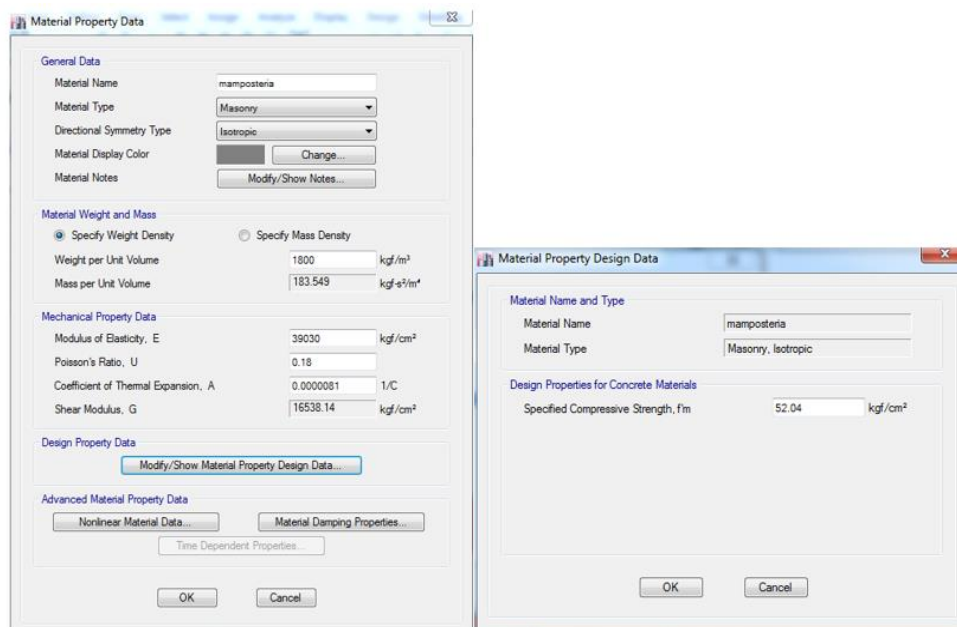 Material Property Data
General Data
Material Name mamposteria
Material Type Masonry
Directional Symmetry Type Isotropic
Material Display Color Change...
Material Notes Modify/Show Notes...
Material Weight and Mass
Specify Weight Density Specify Mass Density
Weight per Unit Volume 1800 kgf/m³
Mass per Unit Volume 183.549 kgf-s²/m⁴
Mechanical Property Data
Modulus of Elasticity, E 39030 kgf/cm²
Poisson's Ratio, U 0.18
Coefficient of Thermal Expansion, A 0.0000081 1/C
Shear Modulus, G 16538.14 kgf/cm²
Design Property Data
Modify/Show Material Property Design Data...
Advanced Material Property Data
Nonlinear Material Data... Material Damping Properties...
Time Dependent Properties...
OK Cancel
Material Property Design Data
Material Name and Type
Material Name mamposteria
Material Type Masonry, Isotropic
Design Properties for Concrete Materials
Specified Compressive Strength, f'm 52.04 kgf/cm²
OK Cancel